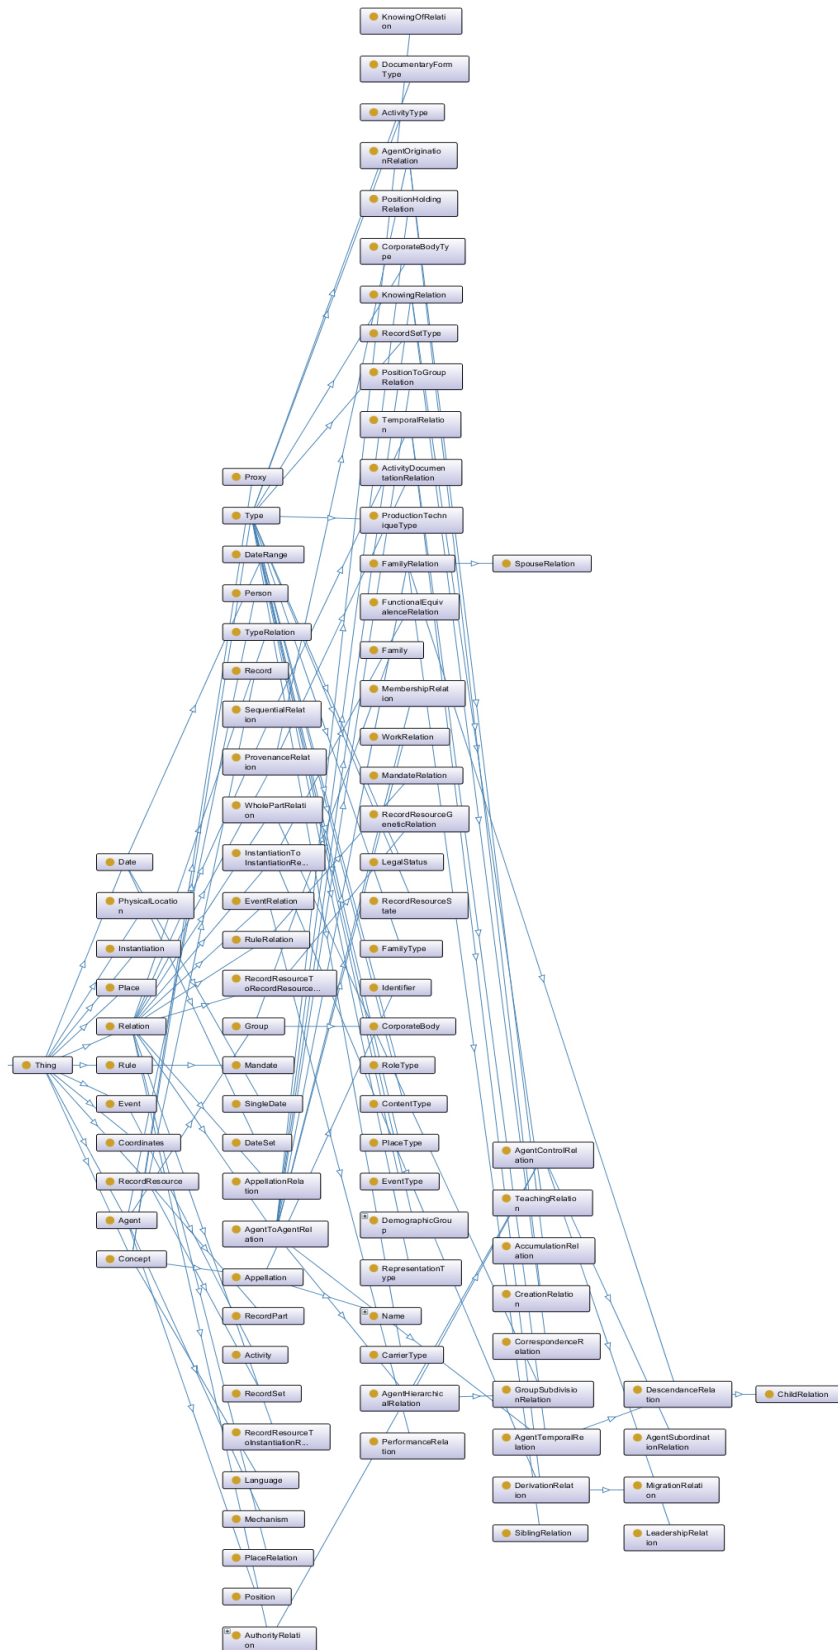 KnowingOfRelati
on
DocumentaryForm
Type
ActivityType
AgentOriginatio
nRelation
PositionHolding
Relation
CorporateBodyTy
pe
KnowingRelation
RecordSetType
PositionToGroup
Relation
TemporalRelatio
n
ActivityDocumen
tationRelation
ProductionTechn
iqueType
FamilyRelation
FunctionalEquiv
alenceRelation
Family
MembershipRelat
ion
WorkRelation
MandateRelation
RecordResourceG
eneticRelation
LegalStatus
RecordResourceS
tate
FamilyType
Identifier
CorporateBody
RoleType
ContentType
PlaceType
EventType
DemographicGrou
p
RepresentationT
ype
Name
CarrierType
AgentHierarchic
alRelation
PerformanceRela
tion
Proxy
Type
DateRange
Person
TypeRelation
Record
SequentialRelat
ion
ProvenanceRelat
ion
WholePartRelati
on
InstantiationTo
InstantiationRe...
EventRelation
RuleRelation
RecordResourceT
oRecordResource...
Group
Mandate
SingleDate
DateSet
AppellationRela
tion
AgentToAgentRel
ation
Appellation
RecordPart
Activity
RecordSet
RecordResourceT
oInstantiationR...
Language
Mechanism
PlaceRelation
Position
AuthorityRelati
on
Date
PhysicalLocatio
n
Instantiation
Place
Relation
Rule
Event
Coordinates
RecordResource
Agent
Concept
Thing
SpouseRelation
AgentControlRel
ation
TeachingRelatio
n
AccumulationRel
ation
CreationRelatio
n
CorrespondenceR
elation
GroupSubdivisio
nRelation
AgentTemporalRe
lation
DerivationRelat
ion
SiblingRelation
DescendanceRela
tion
AgentSubordinat
ionRelation
MigrationRelati
on
LeadershipRelat
ion
ChildRelation